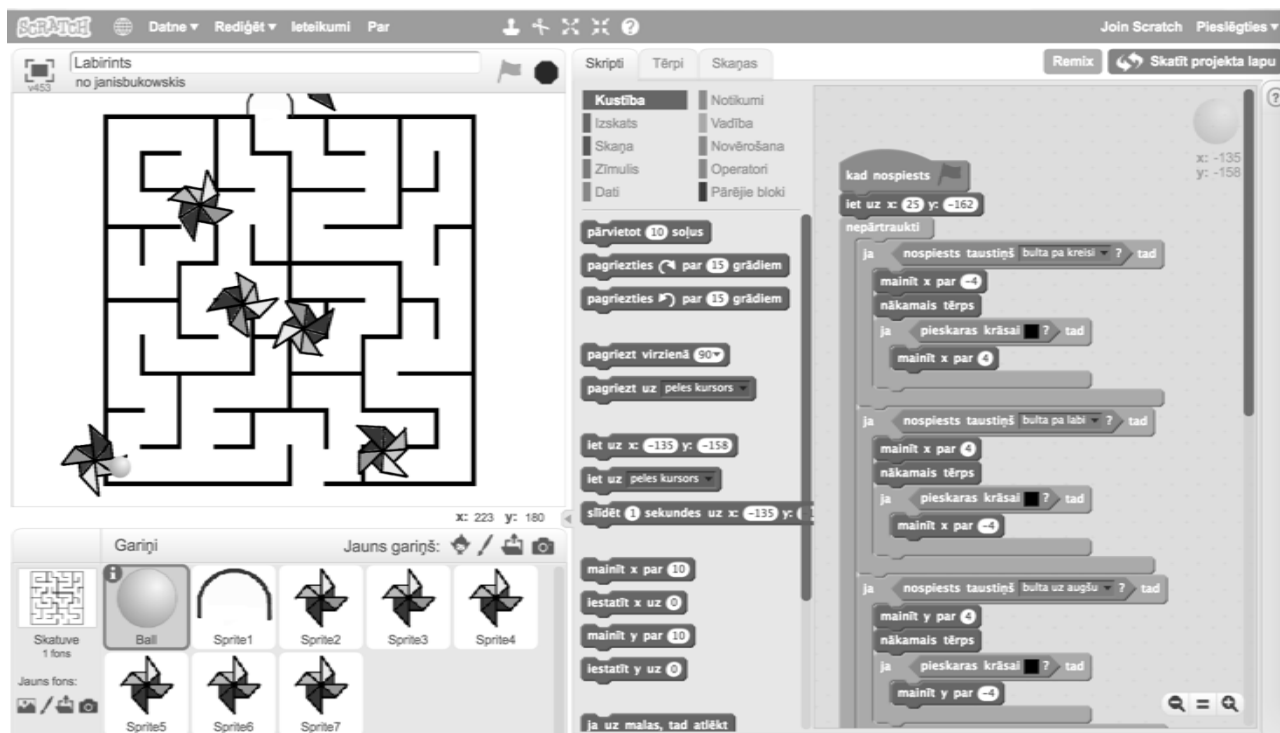 SCRATCH Datne Rediģēt Ieteikumi Par Join Scratch Pieslēgties
v453
Labirints
no janisbukowskis
x: 223 y: 180
Gariņi Jauns gariņš:
Skatuve
1 fons
Jauns fons:
Ball Sprite1 Sprite2 Sprite3 Sprite4
Sprite5 Sprite6 Sprite7
Skripti Tērpi Skaņas
Remix Skatīt projekta lapu
Kustība Notikumi
Izskats Vadība
Skaņa Novērošana
Zīmulis Operatori
Dati Pārējie bloki
pārvietot 10 soļus
pagriezties par 15 grādiem
pagriezties par 15 grādiem
pagriezt virzienā 90
pagriezt uz peles kursors
iet uz x: -135 y: -158
iet uz peles kursors
slīdēt 1 sekundes uz x: -135 y:
mainīt x par 10
iestatīt x uz 0
mainīt y par 10
iestatīt y uz 0
ja uz malas, tad atlēkt
x: -135
y: -158
kad nospiests
iet uz x: 25 y: -162
nepārtraukti
ja nospiests taustiņš bulta pa kreisi ? tad
mainīt x par -4
nākamais tērps
ja pieskaras krāsai ? tad
mainīt x par 4
ja nospiests taustiņš bulta pa labi ? tad
mainīt x par 4
nākamais tērps
ja pieskaras krāsai ? tad
mainīt x par -4
ja nospiests taustiņš bulta uz augšu ? tad
mainīt y par 4
nākamais tērps
ja pieskaras krāsai ? tad
mainīt y par -4